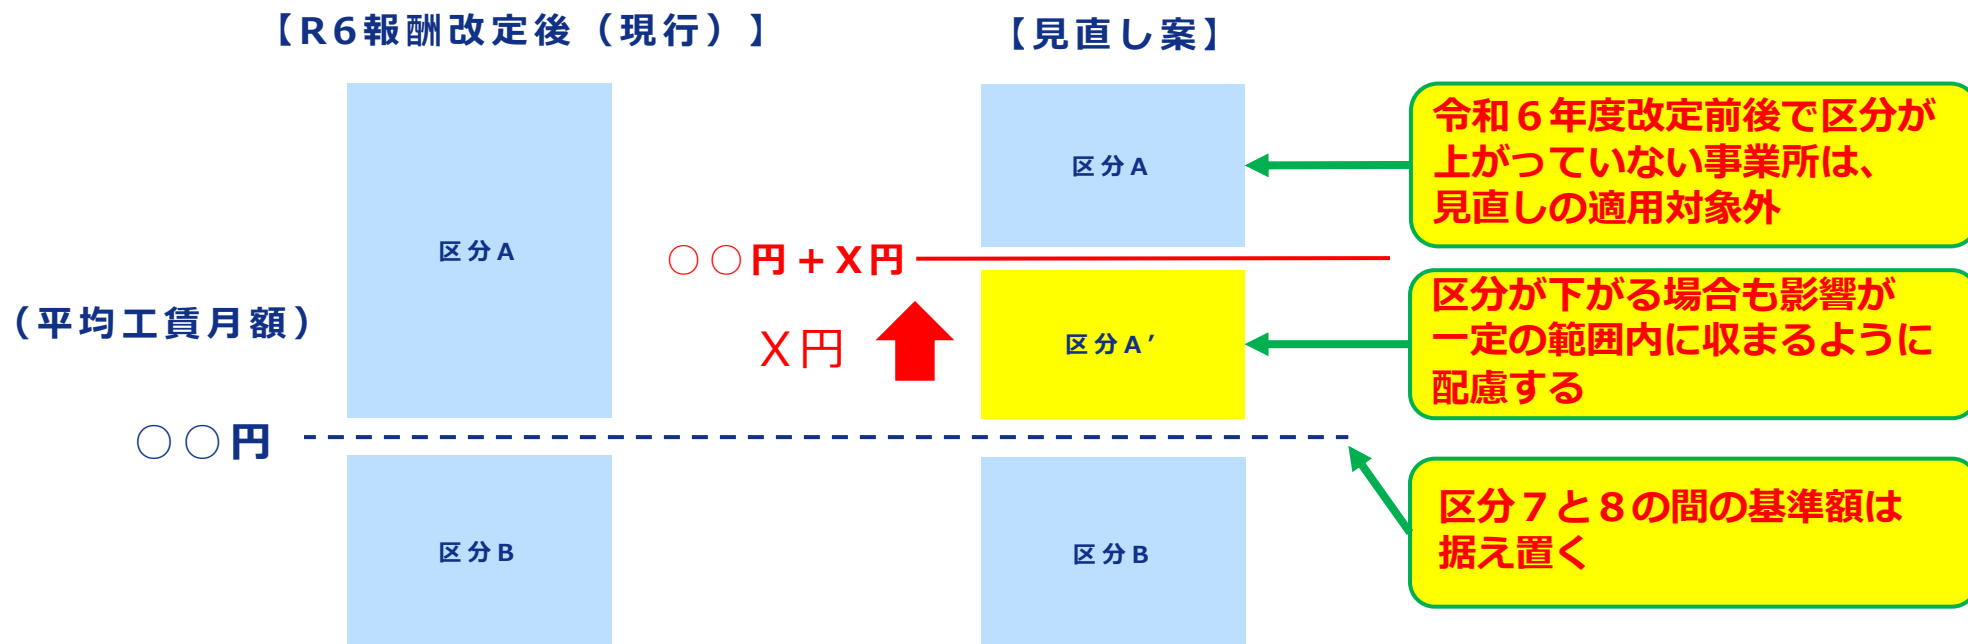 【R6報酬改定後（現行）】
【見直し案】
区分A
区分A
令和６年度改定前後で区分が
上がっていない事業所は、
見直しの適用対象外
○○円+X円
（平均工賃月額）
X円
区分A′
区分が下がる場合も影響が
一定の範囲内に収まるように
配慮する
○○円
区分B
区分B
区分７と８の間の基準額は
据え置く